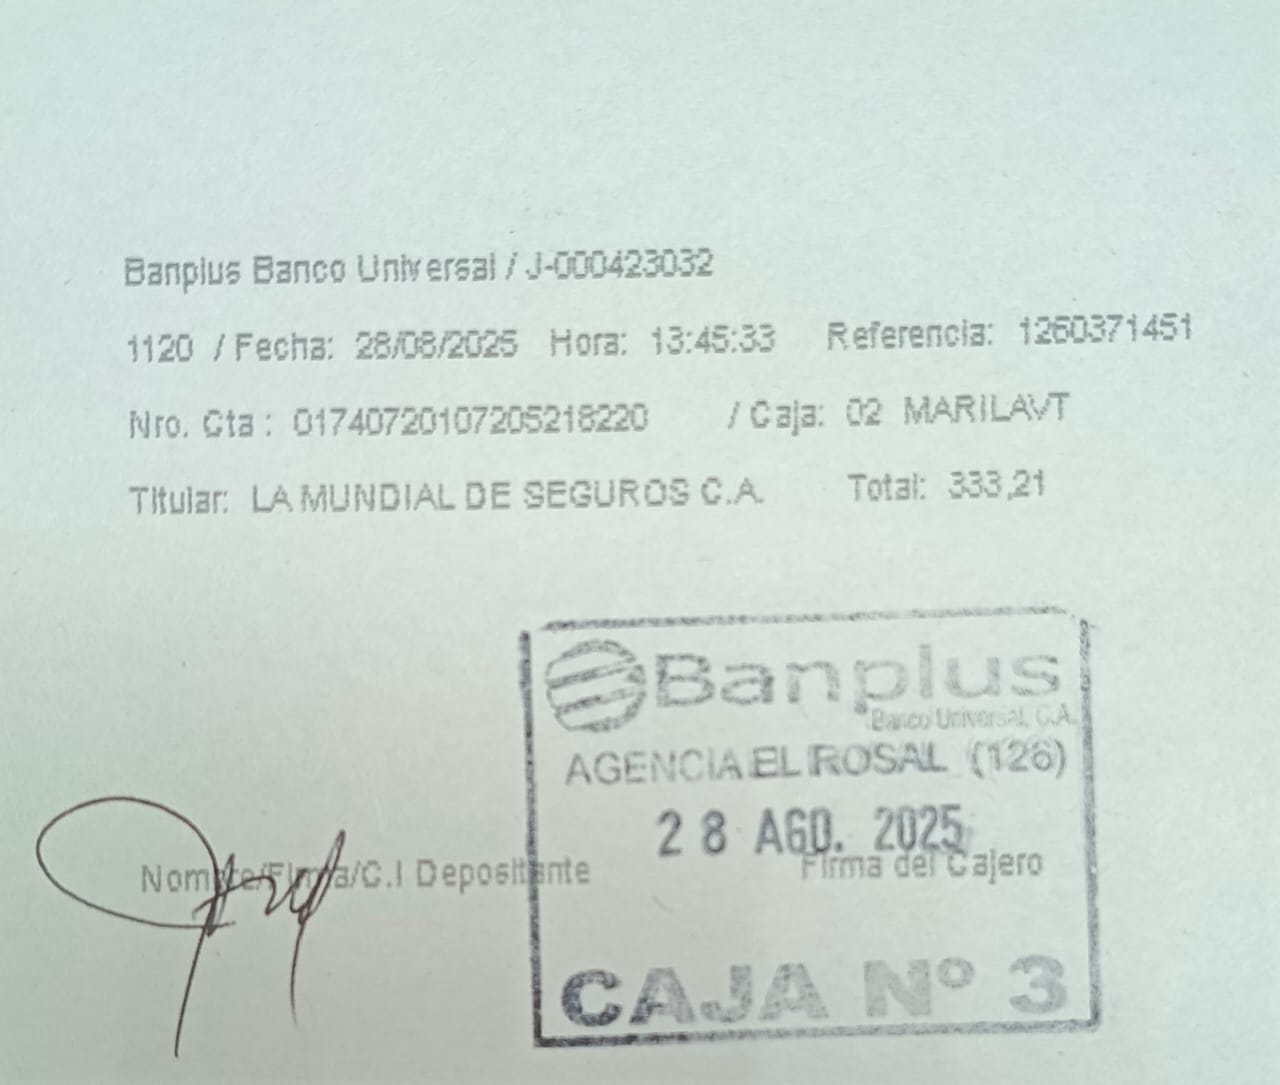 Banplus Banco Universal / J-000423032
1120 / Fecha: 28/08/2025 Hora: 13:45:33 Referencia: 1260371451
Nro. Cta : 01740720107205218220 / Caja: 02 MARILAVT
Titular: LA MUNDIAL DE SEGUROS C.A. Total: 333,21
Banplus
Banco Universal, C.A.
AGENCIA EL ROSAL (126)
28 AGO. 2025
Nombre/Firma/C.I Depositante Firma del Cajero
CAJA Nº 3